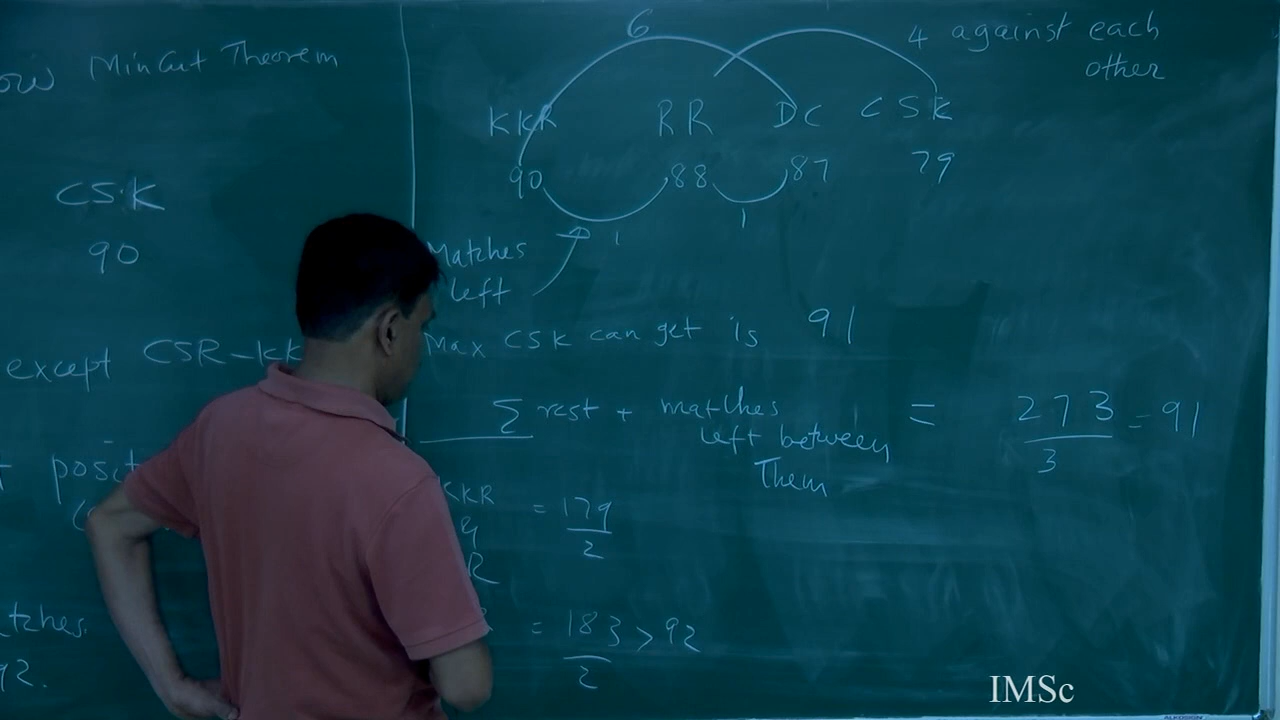 ow MinCut Theorem
CSK
90
except CSR-KK
posit
tches.
92.
6
4 against each
other
KKR RR DC CSK
90 88 87 79
1 1
Matches
left
Max CSK can get is 91
Σ rest + matches
left between
Them
= 273/3 = 91
KKR
&
R
= 179/2
= 183/2 > 92
IMSc